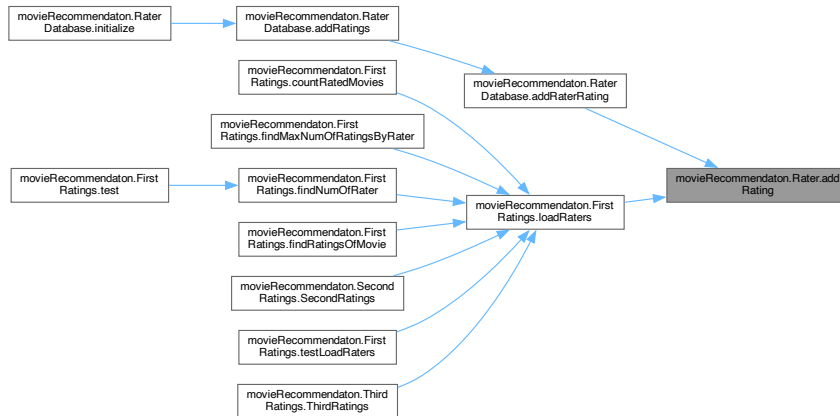 movieRecommendaton.Rater
Database.initialize
movieRecommendaton.Rater
Database.addRatings
movieRecommendaton.First
Ratings.countRatedMovies
movieRecommendaton.Rater
Database.addRaterRating
movieRecommendaton.First
Ratings.findMaxNumOfRatingsByRater
movieRecommendaton.First
Ratings.test
movieRecommendaton.First
Ratings.findNumOfRater
movieRecommendaton.Rater.add
Rating
movieRecommendaton.First
Ratings.loadRaters
movieRecommendaton.First
Ratings.findRatingsOfMovie
movieRecommendaton.Second
Ratings.SecondRatings
movieRecommendaton.First
Ratings.testLoadRaters
movieRecommendaton.Third
Ratings.ThirdRatings